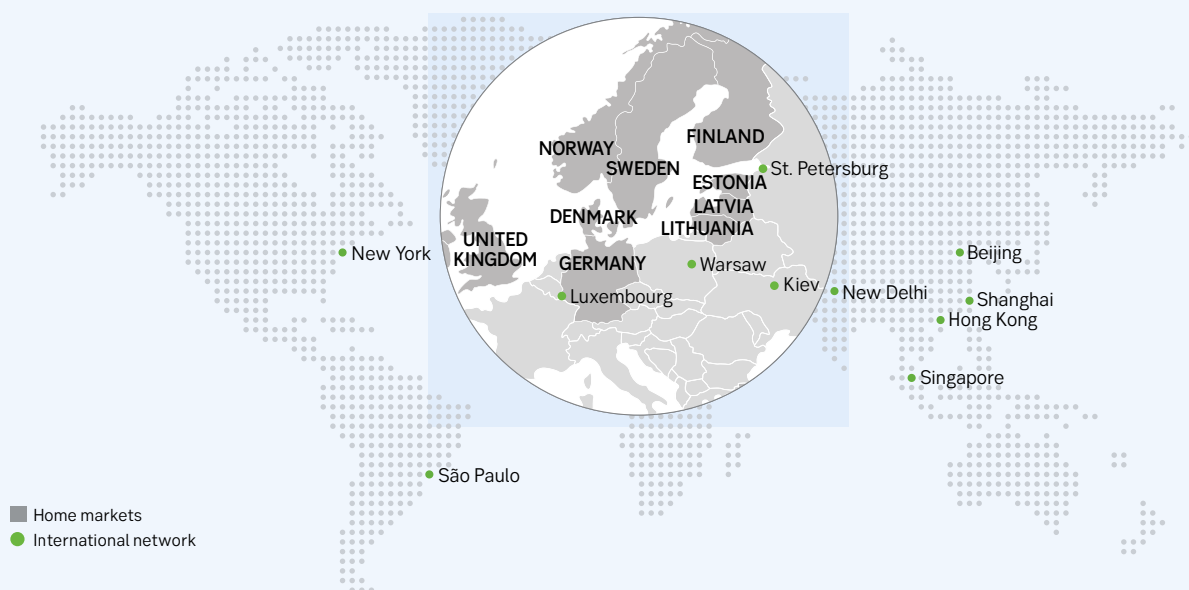 NORWAY
FINLAND
SWEDEN
St. Petersburg
ESTONIA
LATVIA
DENMARK
LITHUANIA
UNITED
KINGDOM
GERMANY
Warsaw
Luxembourg
Kiev
New York
New Delhi
Beijing
Shanghai
Hong Kong
Singapore
São Paulo
Home markets
International network